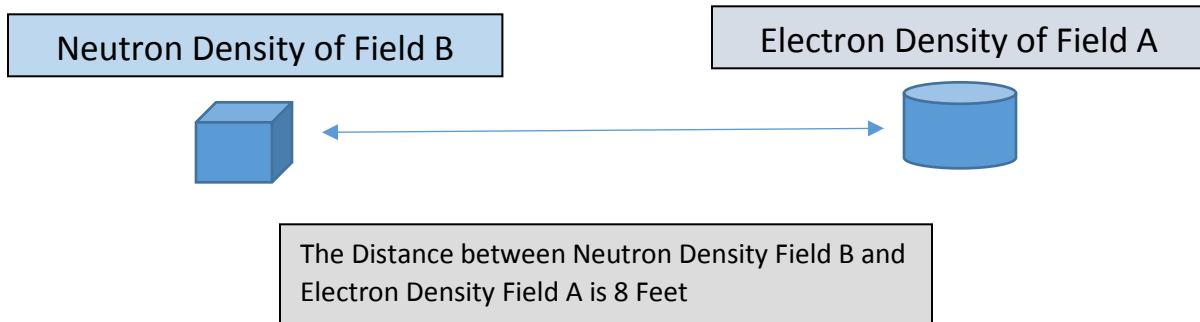 Neutron Density of Field B
Electron Density of Field A
The Distance between Neutron Density Field B and
Electron Density Field A is 8 Feet